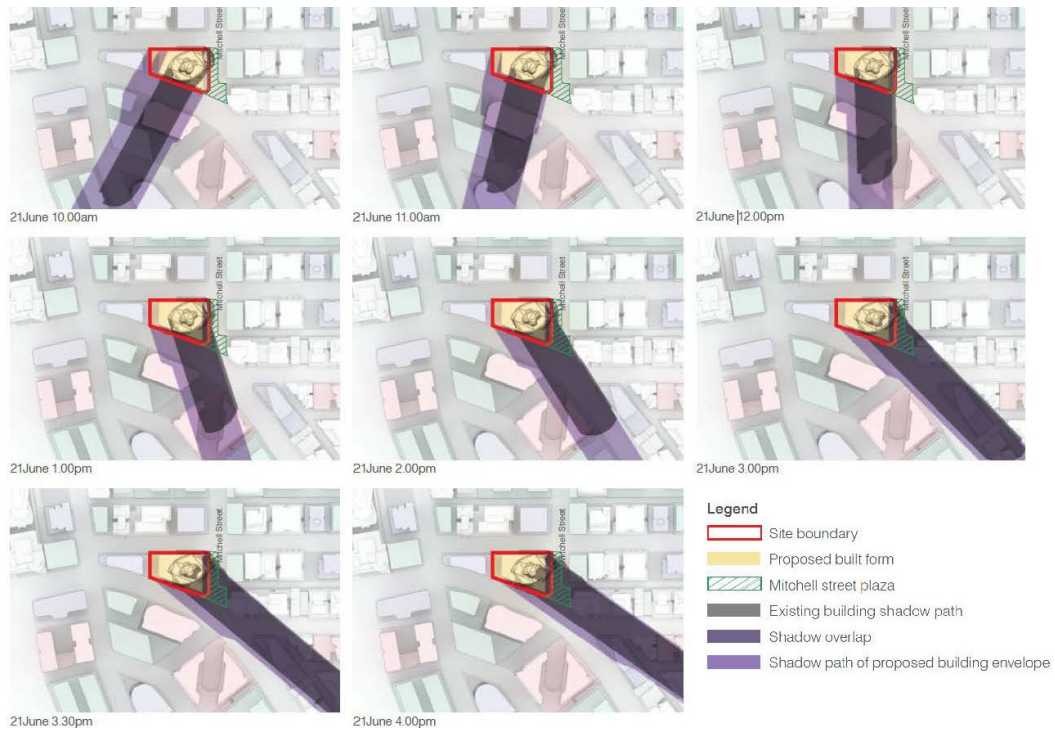 Mitchell Street
Mitchell Street
Mitchell Street
21June 10.00am
21June 11.00am
21June 12.00pm
Mitchell Street
Mitchell Street
Mitchell Street
21June 1.00pm
21June 2.00pm
21June 3.00pm
Mitchell Street
Mitchell Street
21June 3.30pm
21June 4.00pm
Legend
Site boundary
Proposed built form
Mitchell street plaza
Existing building shadow path
Shadow overlap
Shadow path of proposed building envelope